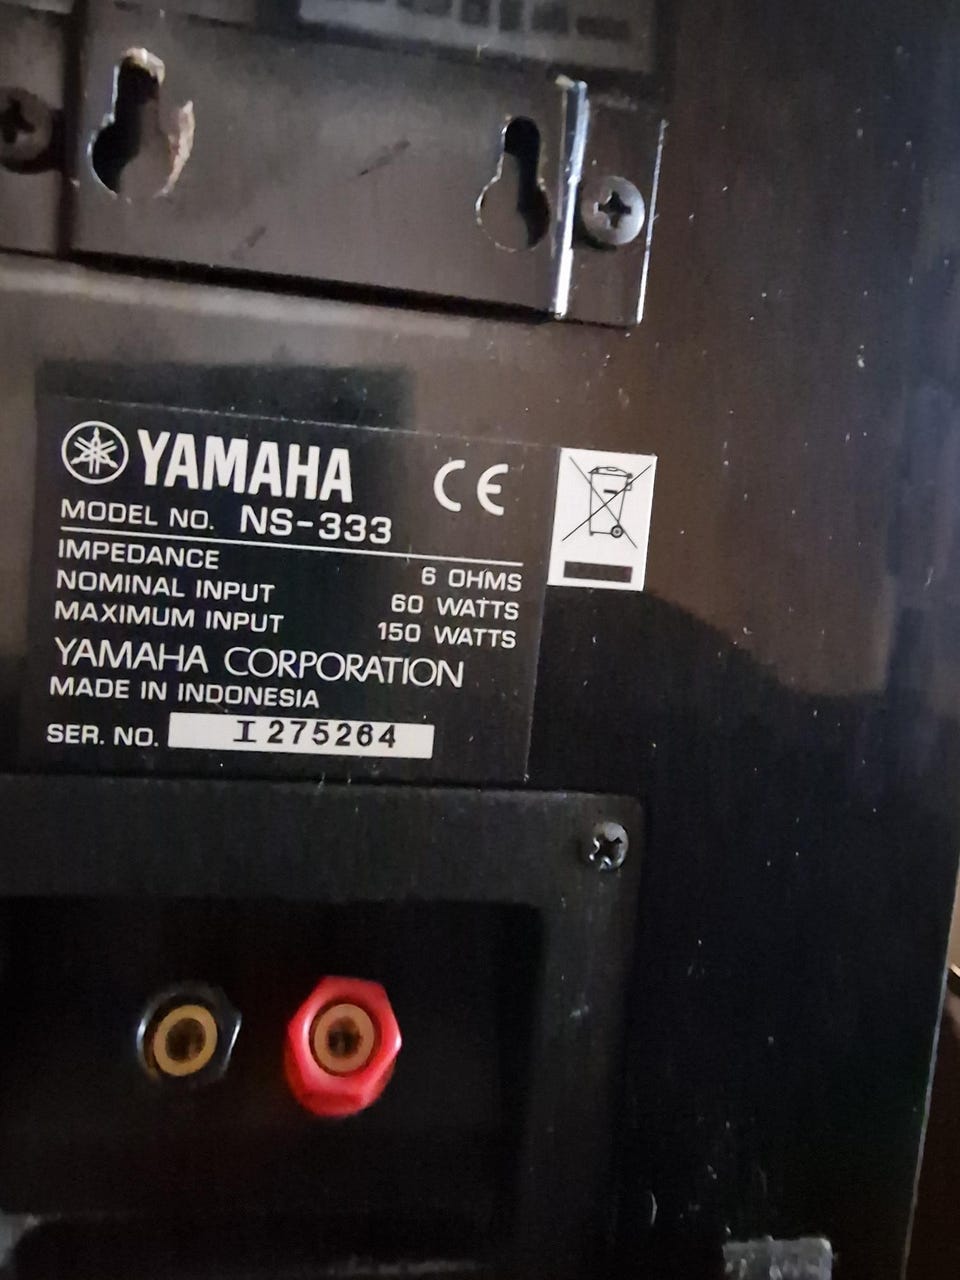 YAMAHA CE
MODEL NO. NS-333
IMPEDANCE 6 OHMS
NOMINAL INPUT 60 WATTS
MAXIMUM INPUT 150 WATTS
YAMAHA CORPORATION
MADE IN INDONESIA
SER. NO. I275264